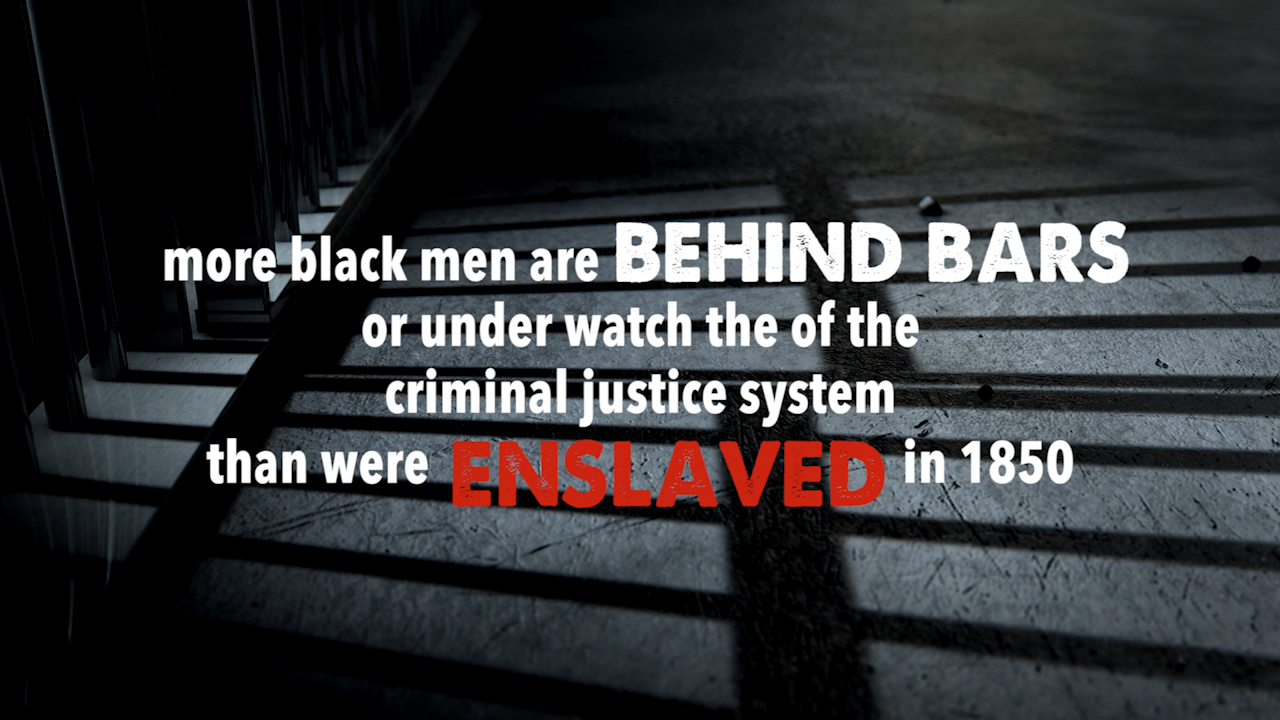 more black men are BEHIND BARS
or under watch the of the
criminal justice system
than were ENSLAVED in 1850